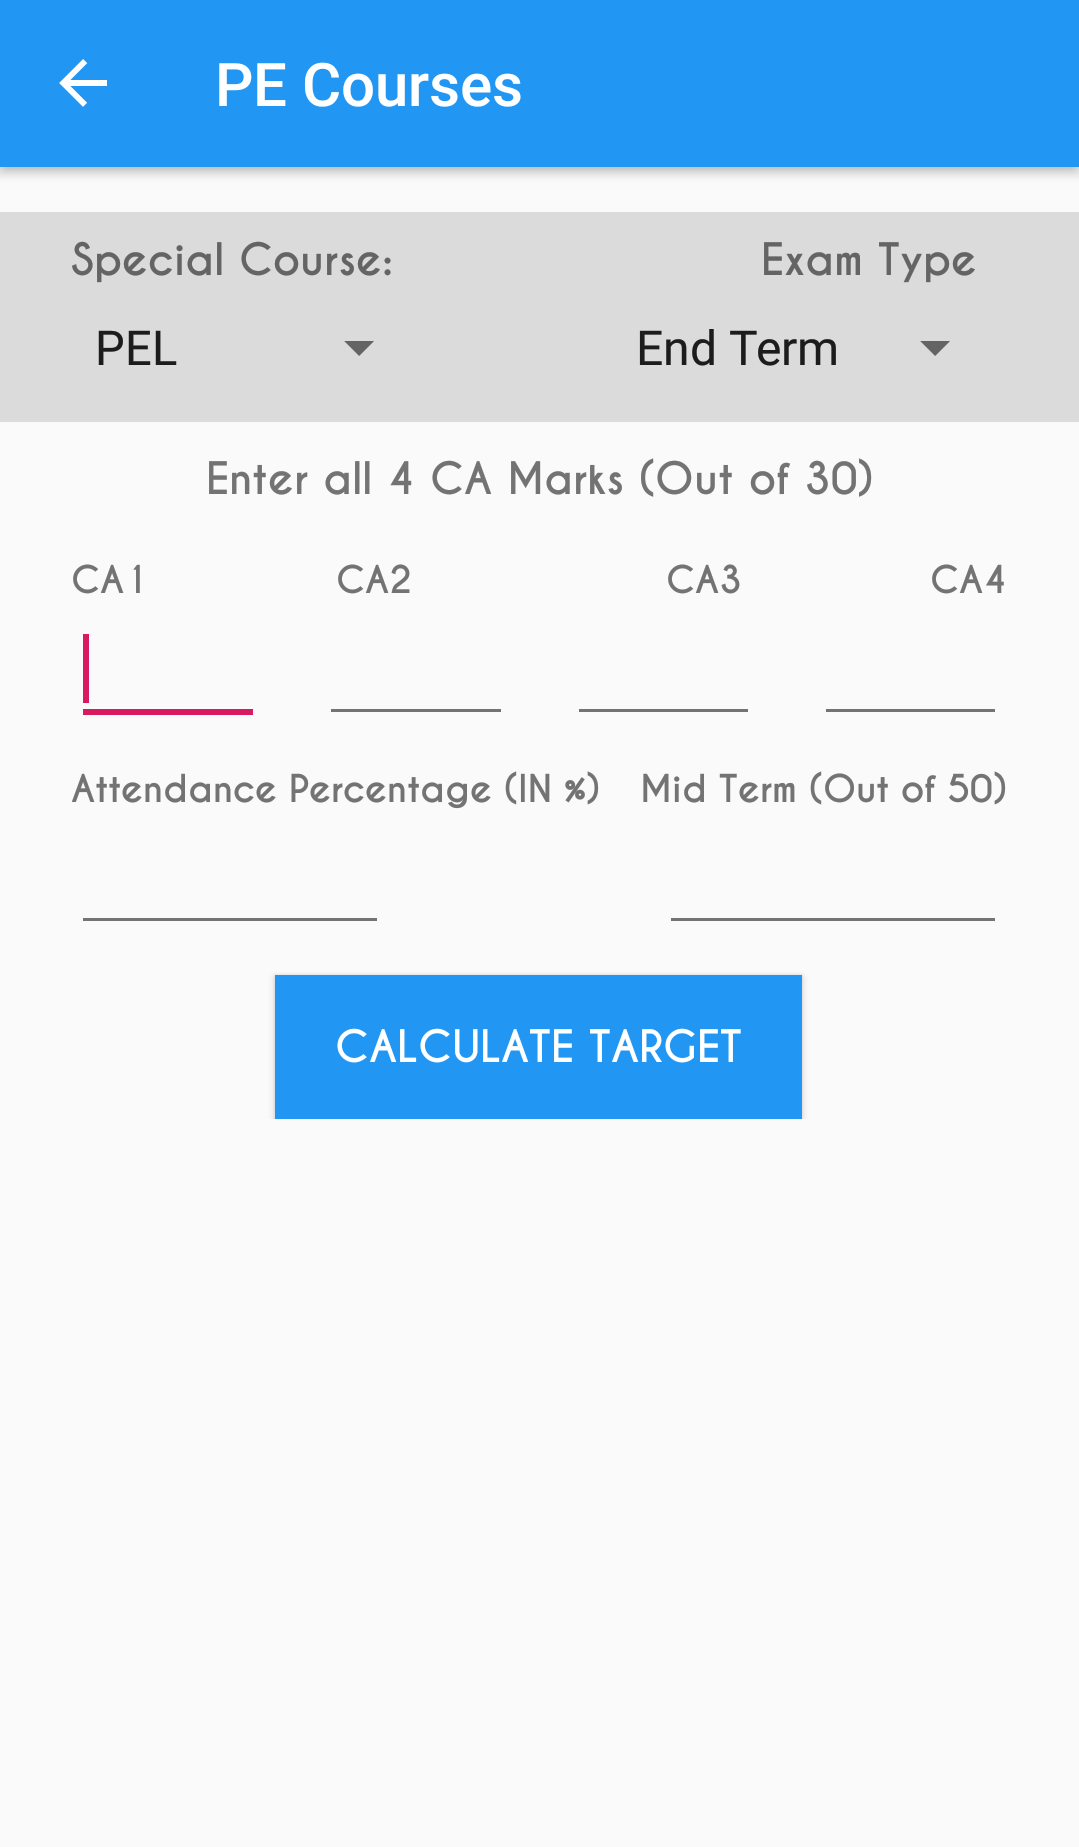 PE Courses
Special Course: Exam Type
PEL End Term
Enter all 4 CA Marks (Out of 30)
CA1 CA2 CA3 CA4
Attendance Percentage (IN %) Mid Term (Out of 50)
CALCULATE TARGET